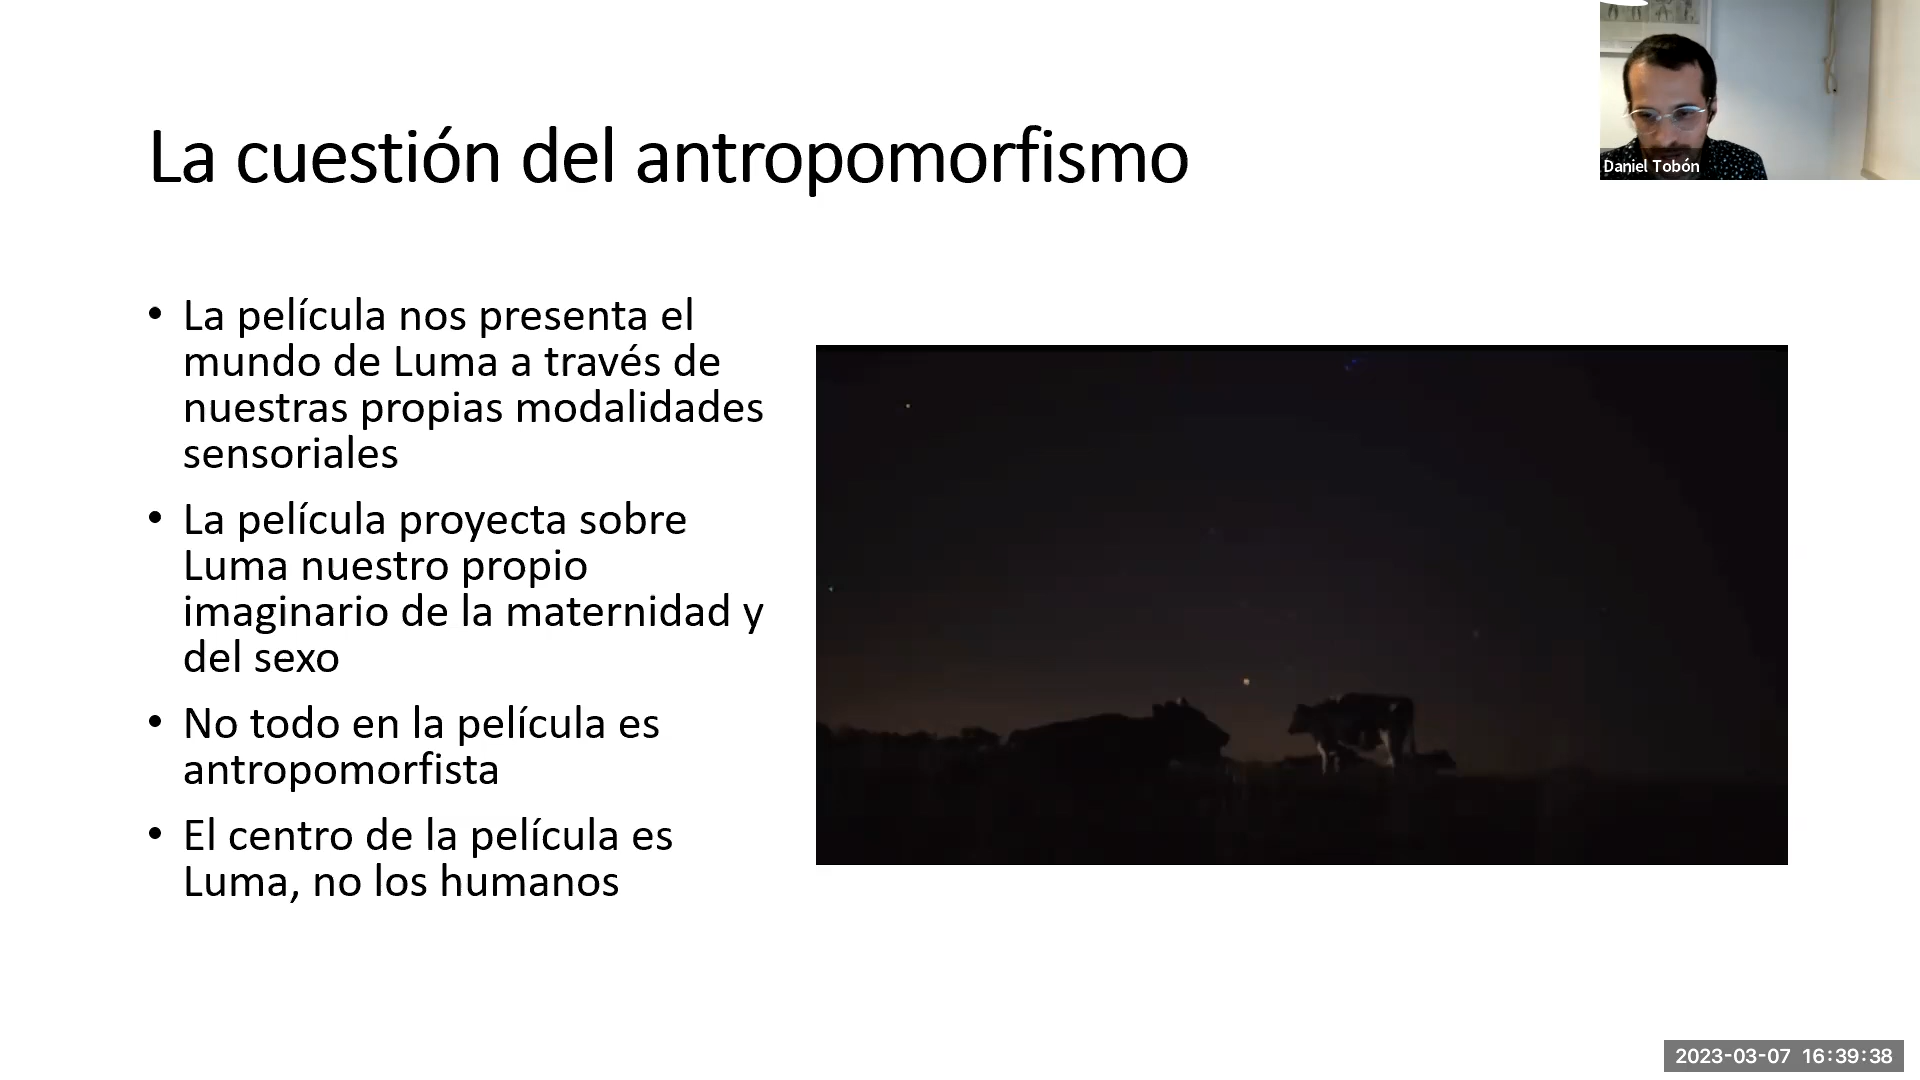 La cuestión del antropomorfismo
Daniel Tobón
• La película nos presenta el
mundo de Luma a través de
nuestras propias modalidades
sensoriales
• La película proyecta sobre
Luma nuestro propio
imaginario de la maternidad y
del sexo
• No todo en la película es
antropomorfista
• El centro de la película es
Luma, no los humanos
2023-03-07 16:39:38